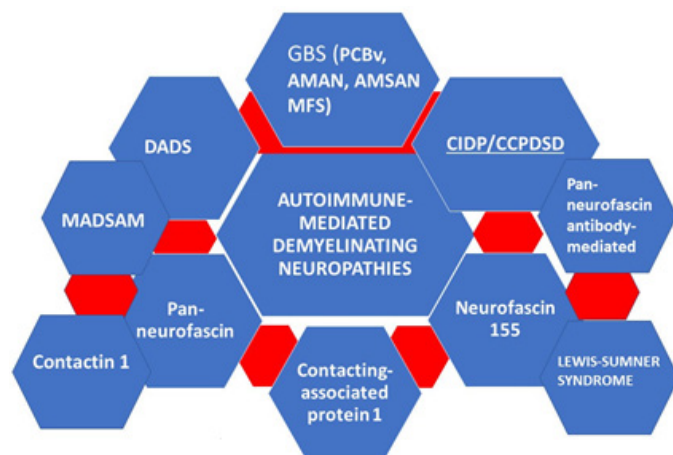 GBS (PCBv,
AMAN, AMSAN
MFS)
DADS
CIDP/CCPDSD
MADSAM
AUTOIMMUNE-
MEDIATED
DEMYELINATING
NEUROPATHIES
Pan-
neurofascin
antibody-
mediated
Pan-
neurofascin
Neurofascin
155
Contactin 1
Contacting-
associated
protein 1
LEWIS-SUMNER
SYNDROME